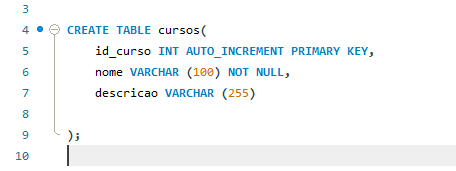 3
4 CREATE TABLE cursos(
5 id_curso INT AUTO_INCREMENT PRIMARY KEY,
6 nome VARCHAR (100) NOT NULL,
7 descricao VARCHAR (255)
8
9 );
10